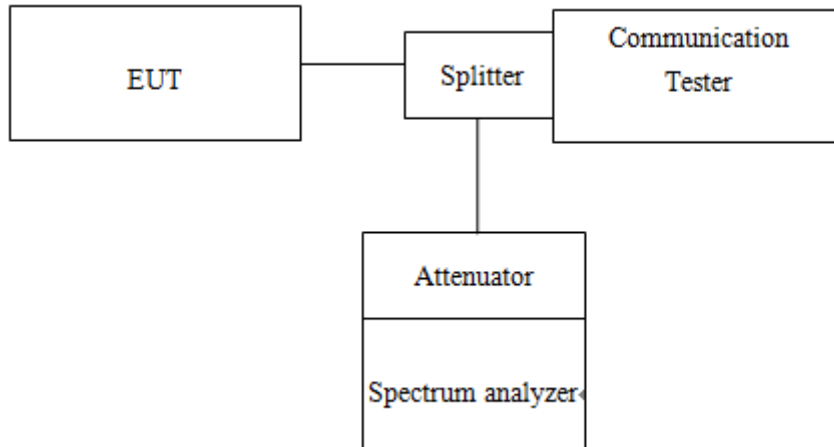 EUT
Splitter
Communication
Tester
Attenuator
Spectrum analyzer